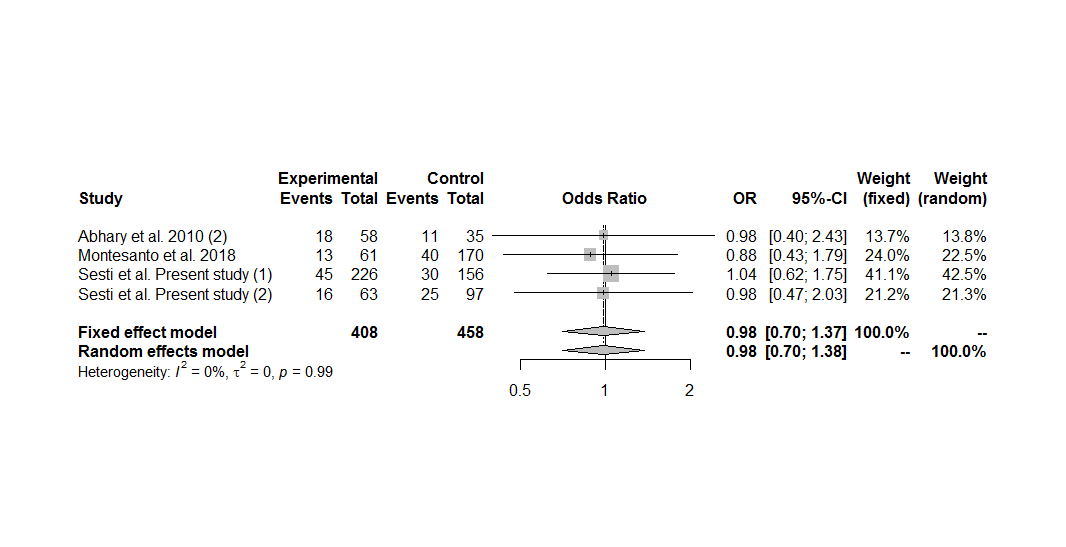 Experimental Control Weight Weight
Study Events Total Events Total Odds Ratio OR 95%-CI (fixed) (random)
Abhary et al. 2010 (2) 18 58 11 35 0.98 [0.40; 2.43] 13.7% 13.8%
Montesanto et al. 2018 13 61 40 170 0.88 [0.43; 1.79] 24.0% 22.5%
Sesti et al. Present study (1) 45 226 30 156 1.04 [0.62; 1.75] 41.1% 42.5%
Sesti et al. Present study (2) 16 63 25 97 0.98 [0.47; 2.03] 21.2% 21.3%
Fixed effect model 408 458 0.98 [0.70; 1.37] 100.0% --
Random effects model 0.98 [0.70; 1.38] -- 100.0%
Heterogeneity: I² = 0%, τ² = 0, p = 0.99
0.5 1 2